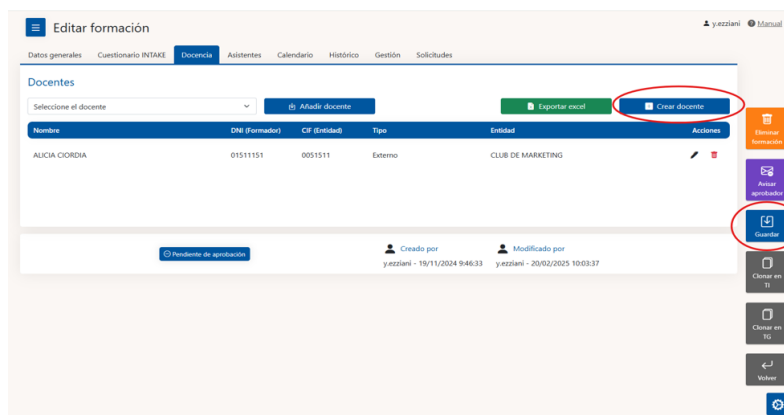 Editar formación
y.ezziani Manual
Datos generales Cuestionario INTAKE Docencia Asistentes Calendario Histórico Gestión Solicitudes
Docentes
Seleccione el docente Añadir docente Exportar excel Crear docente
Nombre DNI (Formador) CIF (Entidad) Tipo Entidad Acciones
ALICIA CIORDIA 01511151 0051511 Externo CLUB DE MARKETING
Pendiente de aprobación
Creado por
y.ezziani - 19/11/2024 9:46:33
Modificado por
y.ezziani - 20/02/2025 10:03:37
Eliminar
formación
Avisar
aprobador
Guardar
Clonar en
TI
Clonar en
TG
Volver